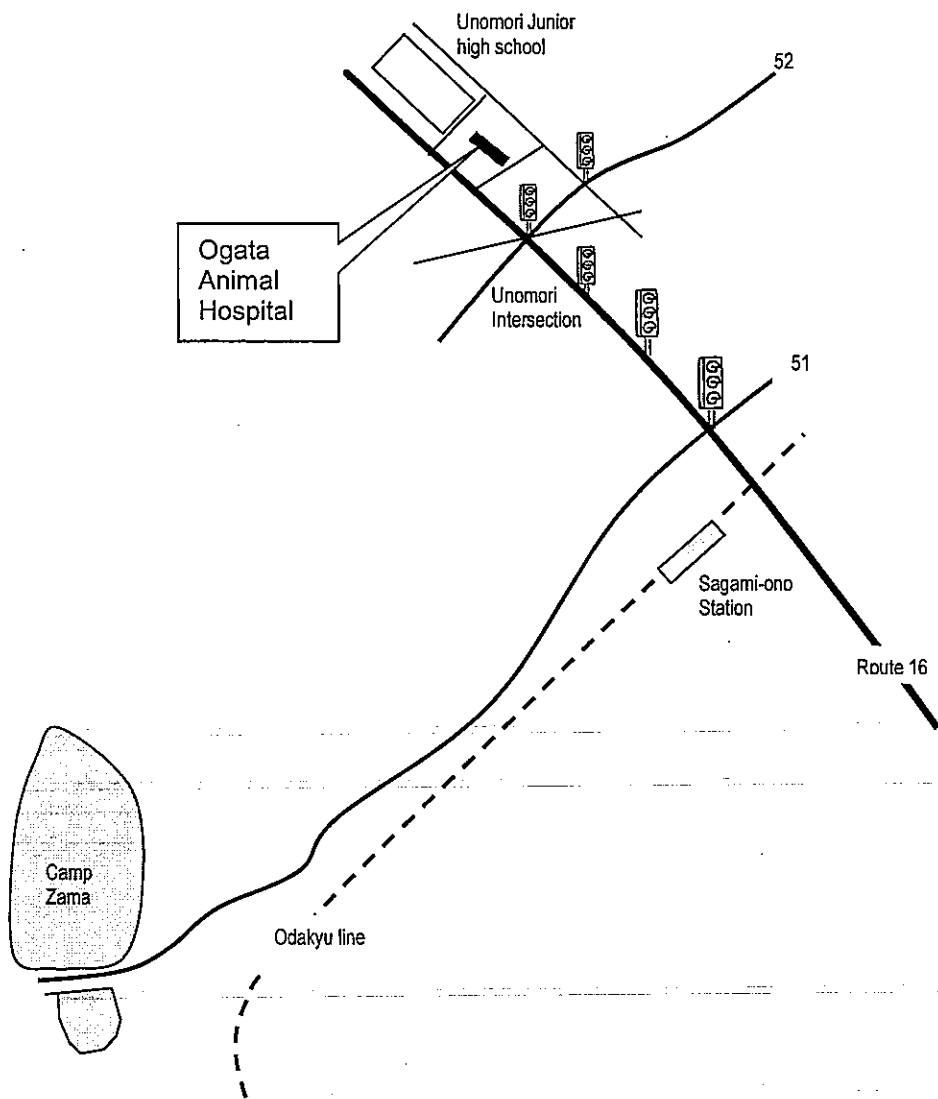 Unomori Junior
high school
52
Ogata
Animal
Hospital
Unomori
Intersection
51
Sagami-ono
Station
Route 16
Camp
Zama
Odakyu line